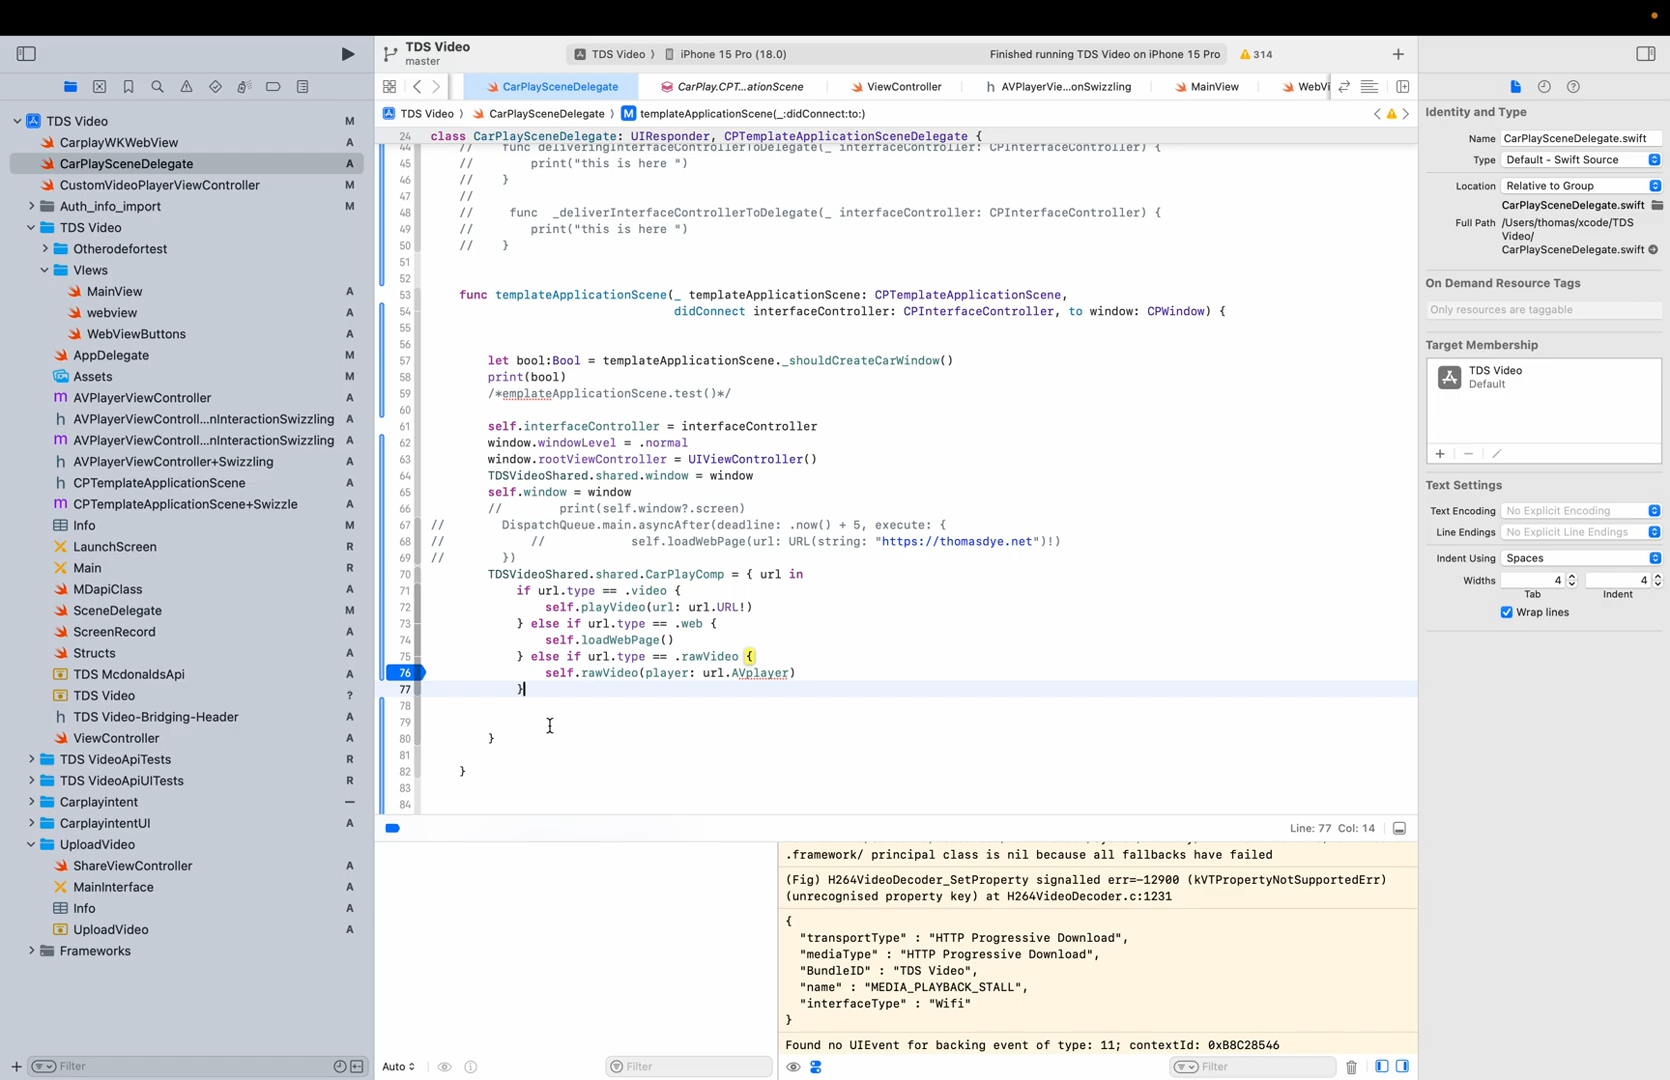 TDS Video
master
TDS Video
iPhone 15 Pro (18.0)
Finished running TDS Video on iPhone 15 Pro
314
CarPlaySceneDelegate
CarPlay.CPT...ationScene
ViewController
AVPlayerVie...onSwizzling
MainView
WebVi
TDS Video
CarPlaySceneDelegate
M templateApplicationScene(_:didConnect:to:)
Identity and Type
Name CarPlaySceneDelegate.swift
Type Default - Swift Source
Location Relative to Group
CarPlaySceneDelegate.swift
Full Path /Users/thomas/xcode/TDS
Video/
CarPlaySceneDelegate.swift
On Demand Resource Tags
Only resources are taggable
Target Membership
TDS Video
Default
Text Settings
Text Encoding No Explicit Encoding
Line Endings No Explicit Line Endings
Indent Using Spaces
Widths 4 4
Tab Indent
Wrap lines
TDS Video M
CarplayWKWebView A
CarPlaySceneDelegate A
CustomVideoPlayerViewController M
Auth_info_import M
TDS Video
Otherodefortest
VIews
MainView A
webview A
WebViewButtons A
AppDelegate M
Assets M
m AVPlayerViewController A
h AVPlayerViewControll...nInteractionSwizzling A
m AVPlayerViewControll...nInteractionSwizzling A
h AVPlayerViewController+Swizzling A
h CPTemplateApplicationScene A
m CPTemplateApplicationScene+Swizzle A
Info M
LaunchScreen R
Main R
MDapiClass R
SceneDelegate M
ScreenRecord A
Structs A
TDS McdonaldsApi A
TDS Video ?
h TDS Video-Bridging-Header A
ViewController A
TDS VideoApiTests R
TDS VideoApiUITests R
Carplayintent
CarplayintentUI A
UploadVideo
ShareViewController A
MainInterface A
Info A
UploadVideo A
Frameworks
Filter
24 class CarPlaySceneDelegate: UIResponder, CPTemplateApplicationSceneDelegate {
44 // func deliveringInterfaceControllerToDelegate(_ interfaceController: CPInterfaceController) {
45 // print("this is here ")
46 // }
47 //
48 // func _deliverInterfaceControllerToDelegate(_ interfaceController: CPInterfaceController) {
49 // print("this is here ")
50 // }
51
52
53 func templateApplicationScene(_ templateApplicationScene: CPTemplateApplicationScene,
54 didConnect interfaceController: CPInterfaceController, to window: CPWindow) {
55
56
57 let bool:Bool = templateApplicationScene._shouldCreateCarWindow()
58 print(bool)
59 /*emplateApplicationScene.test()*/
60
61 self.interfaceController = interfaceController
62 window.windowLevel = .normal
63 window.rootViewController = UIViewController()
64 TDSVideoShared.shared.window = window
65 self.window = window
66 // print(self.window?.screen)
67 // DispatchQueue.main.asyncAfter(deadline: .now() + 5, execute: {
68 // // self.loadWebPage(url: URL(string: "https://thomasdye.net")!)
69 // })
70 TDSVideoShared.shared.CarPlayComp = { url in
71 if url.type == .video {
72 self.playVideo(url: url.URL!)
73 } else if url.type == .web {
74 self.loadWebPage()
75 } else if url.type == .rawVideo {
76 self.rawVideo(player: url.AVplayer)
77 }
78
79
80 }
81
82 }
83
84
Line: 77 Col: 14
.framework/ principal class is nil because all fallbacks have failed
(Fig) H264VideoDecoder_SetProperty signalled err=-12900 (kVTPropertyNotSupportedErr)
(unrecognised property key) at H264VideoDecoder.c:1231
{
"transportType" : "HTTP Progressive Download",
"mediaType" : "HTTP Progressive Download",
"BundleID" : "TDS Video",
"name" : "MEDIA_PLAYBACK_STALL",
"interfaceType" : "Wifi"
}
Found no UIEvent for backing event of type: 11; contextId: 0xB8C28546
Auto
Filter
Filter